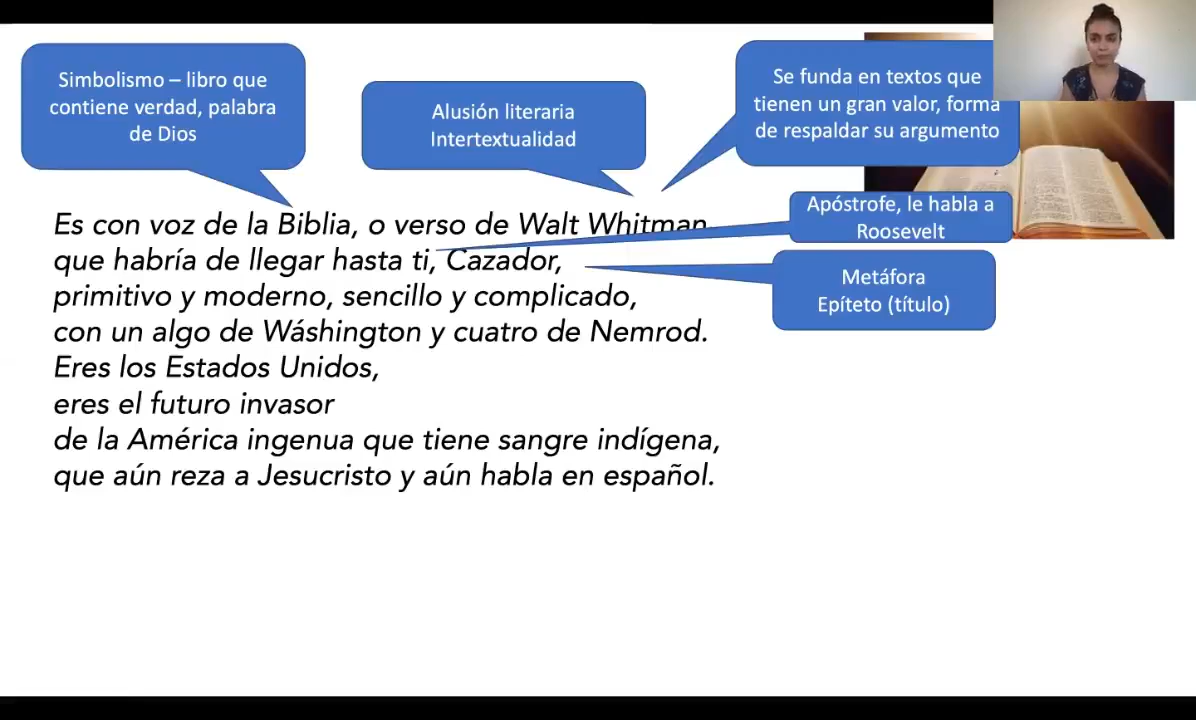 Simbolismo – libro que
contiene verdad, palabra
de Dios
Alusión literaria
Intertextualidad
Se funda en textos que
tienen un gran valor, forma
de respaldar su argumento
Apóstrofe, le habla a
Roosevelt
Metáfora
Epíteto (título)
Es con voz de la Biblia, o verso de Walt Whitman,
que habría de llegar hasta ti, Cazador,
primitivo y moderno, sencillo y complicado,
con un algo de Wáshington y cuatro de Nemrod.
Eres los Estados Unidos,
eres el futuro invasor
de la América ingenua que tiene sangre indígena,
que aún reza a Jesucristo y aún habla en español.